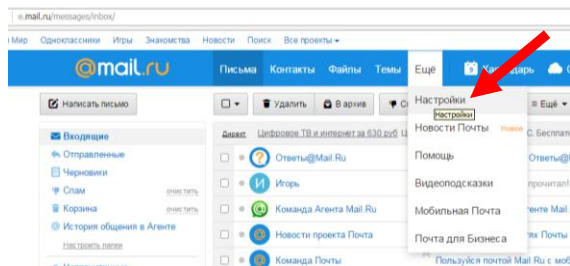 e.mail.ru/messages/inbox/
Мир Одноклассники Игры Знакомства Новости Поиск Все проекты
@mail.ru Письма Контакты Файлы Темы Ещё
Написать письмо Удалить В архив Ещё
Входящие
Отправленные
Черновики
Спам очистить
Корзина очистить
История общения в Агенте
Настроить папки
Директ Цифровое ТВ и интернет за 630 руб
Ответы@Mail.Ru
И Игорь
Команда Агента Mail.Ru
Новости проекта Почта
Команда Почты
Настройки
Настройки
Новости Почты Новое
Помощь
Видеоподсказки
Мобильная Почта
Почта для Бизнеса
Пользуйся почтой Mail.Ru с моб